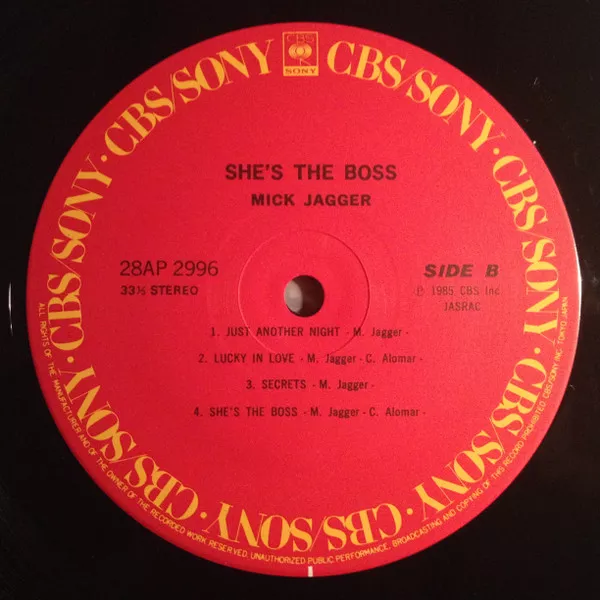 CBS
SONY
CBS/SONY · CBS/SONY · CBS/SONY · CBS/SONY · CBS/SONY · CBS/SONY · CBS/SONY · CBS/SONY
SHE'S THE BOSS
MICK JAGGER
28AP 2996
33⅓ STEREO
SIDE B
Ⓟ 1985 CBS Inc.
JASRAC
1. JUST ANOTHER NIGHT - M. Jagger -
2. LUCKY IN LOVE - M. Jagger - C. Alomar -
3. SECRETS - M. Jagger -
4. SHE'S THE BOSS - M. Jagger - C. Alomar -
ALL RIGHTS OF THE MANUFACTURER AND OF THE OWNER OF THE RECORDED WORK RESERVED. UNAUTHORIZED PUBLIC PERFORMANCE, BROADCASTING AND COPYING OF THIS RECORD PROHIBITED CBS/SONY INC. TOKYO JAPAN.